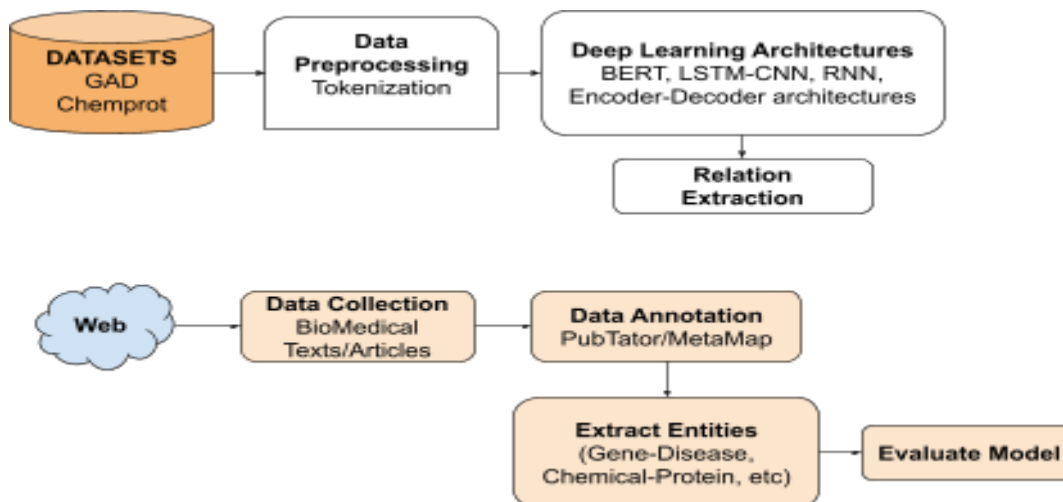 DATASETS
GAD
Chemprot
Data
Preprocessing
Tokenization
Deep Learning Architectures
BERT, LSTM-CNN, RNN,
Encoder-Decoder architectures
Relation
Extraction
Web
Data Collection
BioMedical
Texts/Articles
Data Annotation
PubTator/MetaMap
Extract Entities
(Gene-Disease,
Chemical-Protein, etc)
Evaluate Model